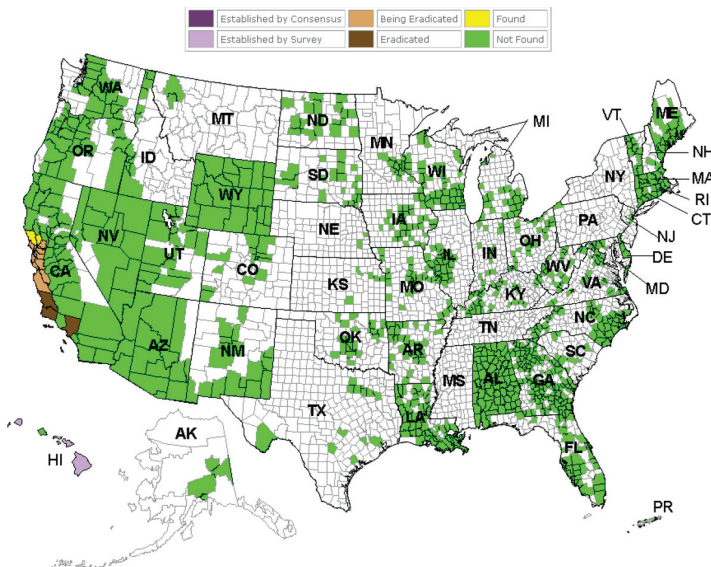 Established by Consensus Being Eradicated Found
Established by Survey Eradicated Not Found
WA
MT
ND
MN
MI
VT
ME
OR
ID
SD
WI
NH
WY
NY
MA
RI
CT
NV
NE
IA
PA
NJ
UT
CO
IL
IN
OH
DE
CA
KS
MO
WV
VA
MD
KY
AZ
NM
OK
AR
TN
NC
SC
MS
AL
GA
TX
LA
FL
AK
HI
PR